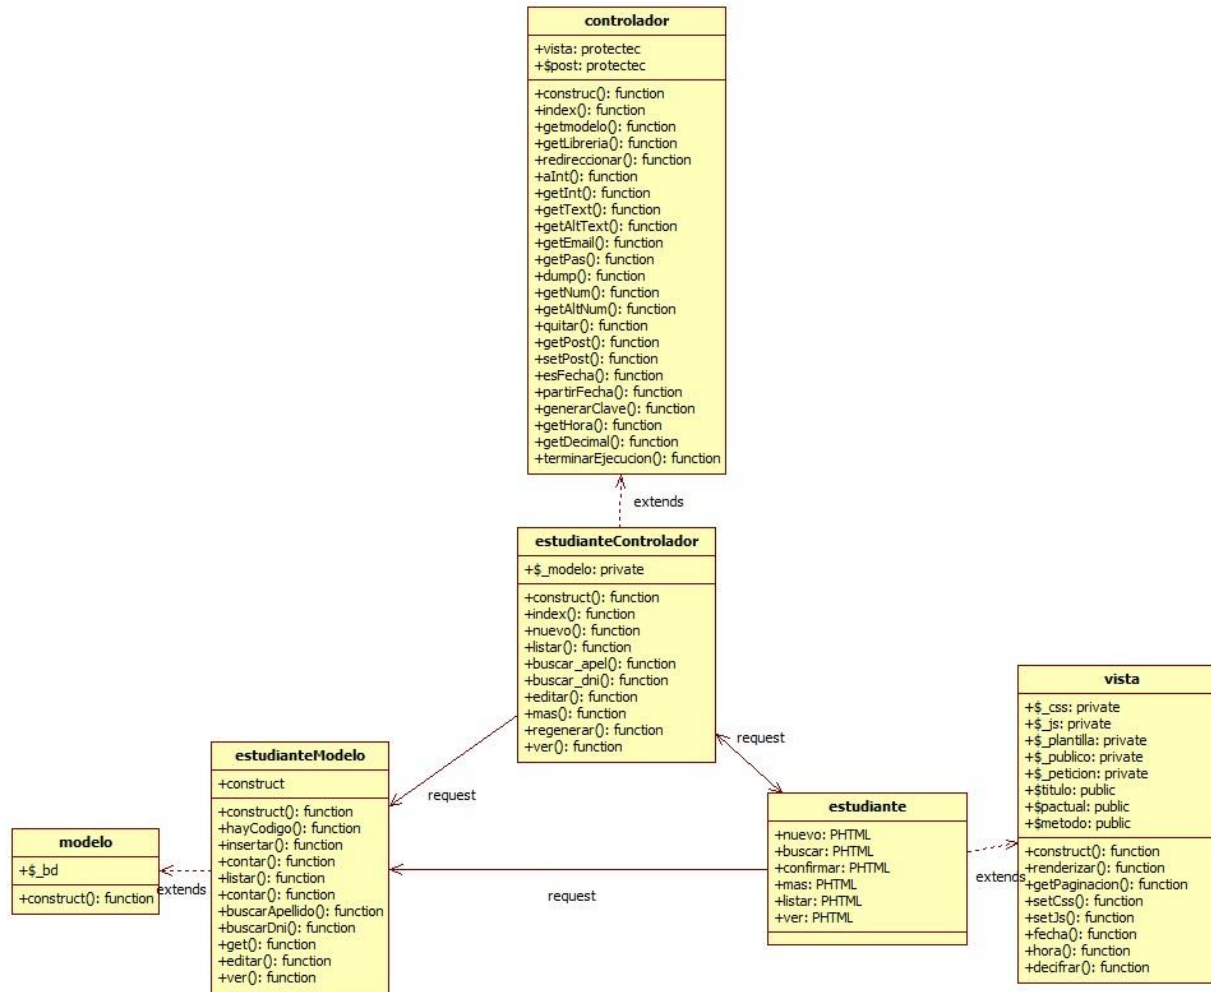 controlador
+vista: protectec
+$post: protectec
+construc(): function
+index(): function
+getmodelo(): function
+getLibreria(): function
+redireccionar(): function
+aInt(): function
+getInt(): function
+getText(): function
+getAltText(): function
+getEmail(): function
+getPas(): function
+dump(): function
+getNum(): function
+getAltNum(): function
+quitar(): function
+getPost(): function
+setPost(): function
+esFecha(): function
+partirFecha(): function
+generarClave(): function
+getHora(): function
+getDecimal(): function
+terminarEjecucion(): function
extends
estudianteControlador
+$_modelo: private
+construct(): function
+index(): function
+nuevo(): function
+listar(): function
+buscar_apel(): function
+buscar_dni(): function
+editar(): function
+mas(): function
+regenerar(): function
+ver(): function
request
request
vista
+$_css: private
+$_js: private
+$_plantilla: private
+$_publico: private
+$_peticion: private
+$titulo: public
+$pactual: public
+$metodo: public
+construct(): function
+renderizar(): function
+getPaginacion(): function
+setCss(): function
+setJs(): function
+fecha(): function
+hora(): function
+decifrar(): function
extends
estudiante
+nuevo: PHTML
+buscar: PHTML
+confirmar: PHTML
+mas: PHTML
+listar: PHTML
+ver: PHTML
request
estudianteModelo
+construct
+construct(): function
+hayCodigo(): function
+insertar(): function
+contar(): function
+listar(): function
+contar(): function
+buscarApellido(): function
+buscarDni(): function
+get(): function
+editar(): function
+ver(): function
extends
modelo
+$_bd
+construct(): function